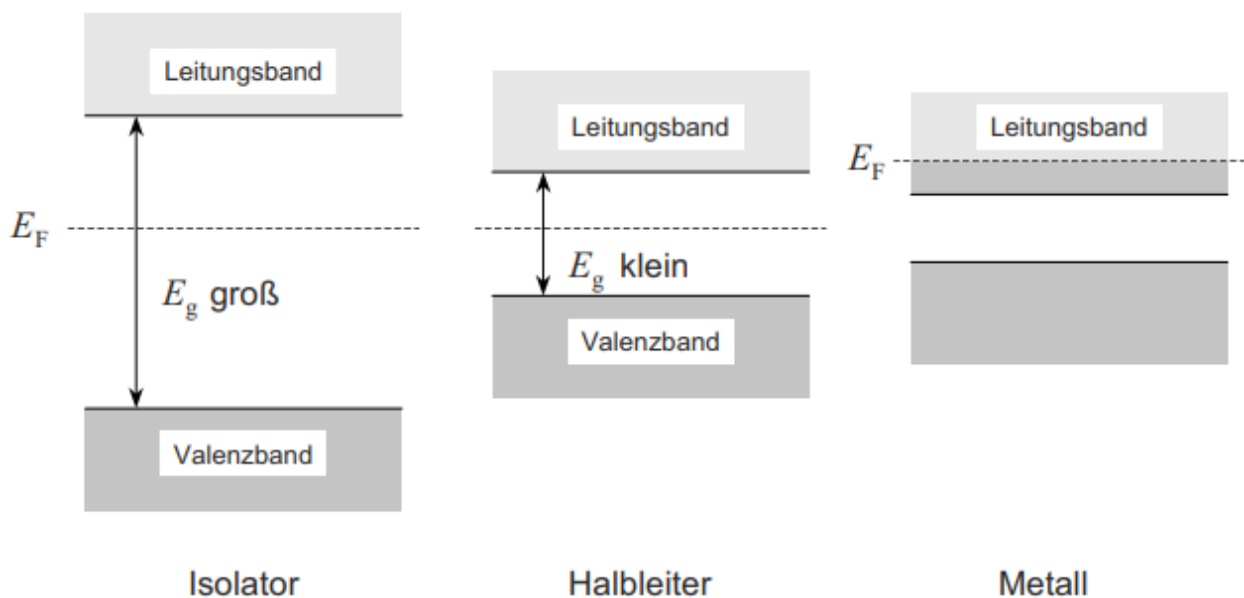 Leitungsband
E_F
E_g groß
Valenzband
Isolator
Leitungsband
E_g klein
Valenzband
Halbleiter
Leitungsband
E_F
Metall